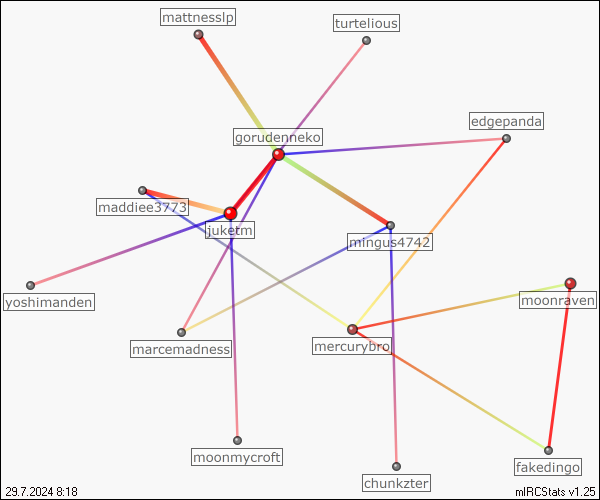 mattnesslp
turtelious
edgepanda
gorudenneko
maddiee3773
juketm
mingus4742
yoshimanden
moonraven
marcemadness
mercurybro
moonmycroft
fakedingo
chunkzter
29.7.2024 8:18
mIRCStats v1.25